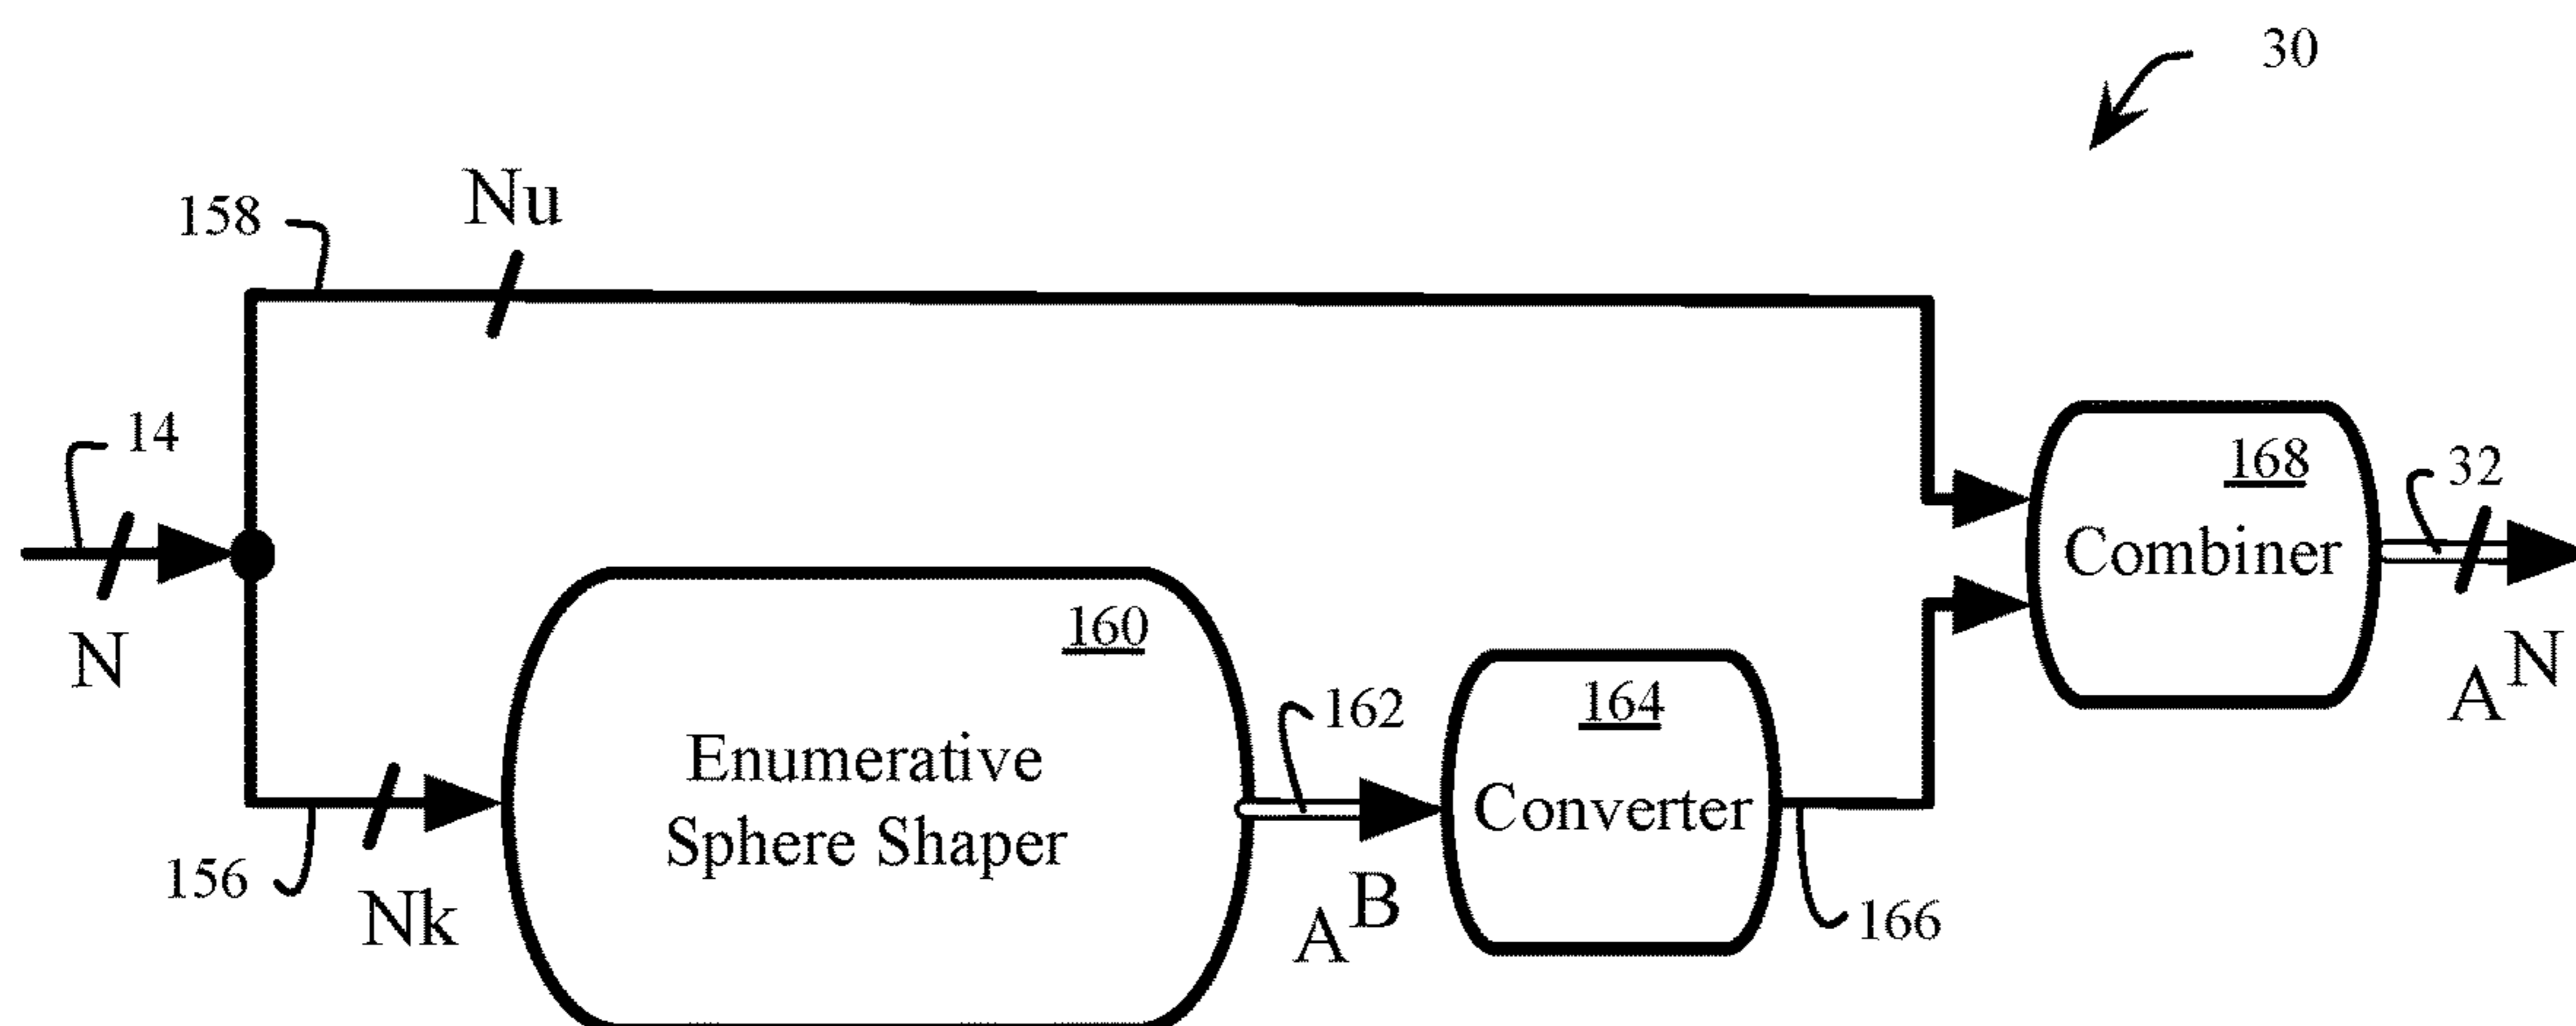 30
158
Nu
14
N
168
Combiner
32
A^N
160
Enumerative
Sphere Shaper
162
A^B
164
Converter
156
Nk
166